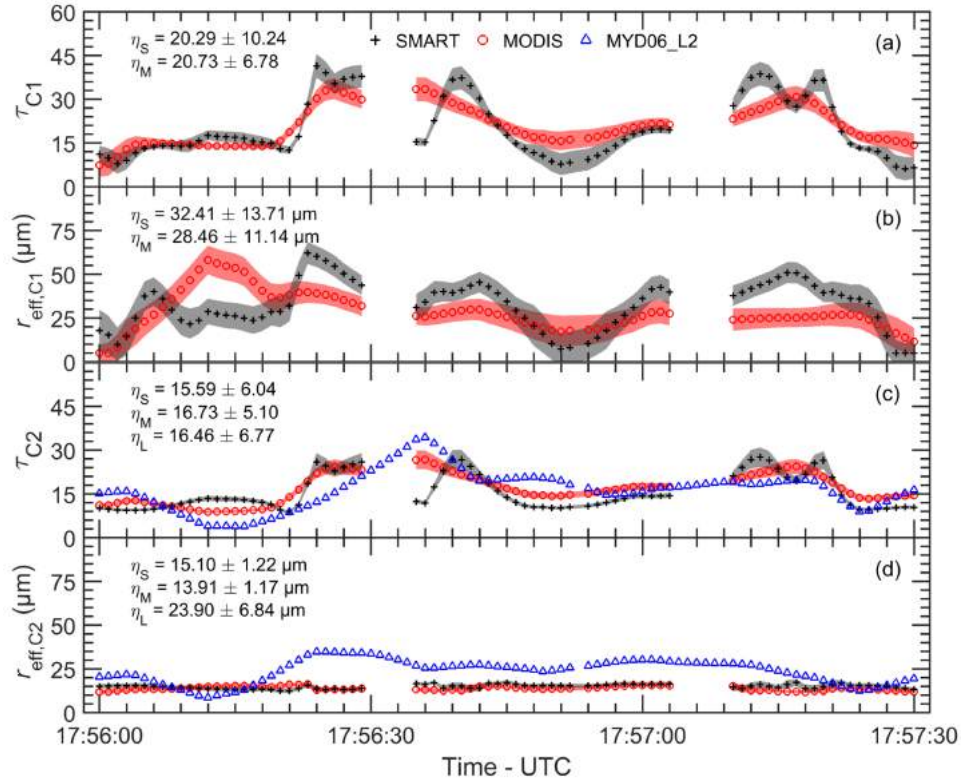 60
45
30
15
0
τC1
ηS = 20.29 ± 10.24
ηM = 20.73 ± 6.78
SMART MODIS MYD06_L2
(a)
75
50
25
0
reff,C1 (μm)
ηS = 32.41 ± 13.71 μm
ηM = 28.46 ± 11.14 μm
(b)
45
30
15
0
τC2
ηS = 15.59 ± 6.04
ηM = 16.73 ± 5.10
ηL = 16.46 ± 6.77
(c)
75
50
25
0
reff,C2 (μm)
ηS = 15.10 ± 1.22 μm
ηM = 13.91 ± 1.17 μm
ηL = 23.90 ± 6.84 μm
(d)
17:56:00 17:56:30 17:57:00 17:57:30
Time - UTC